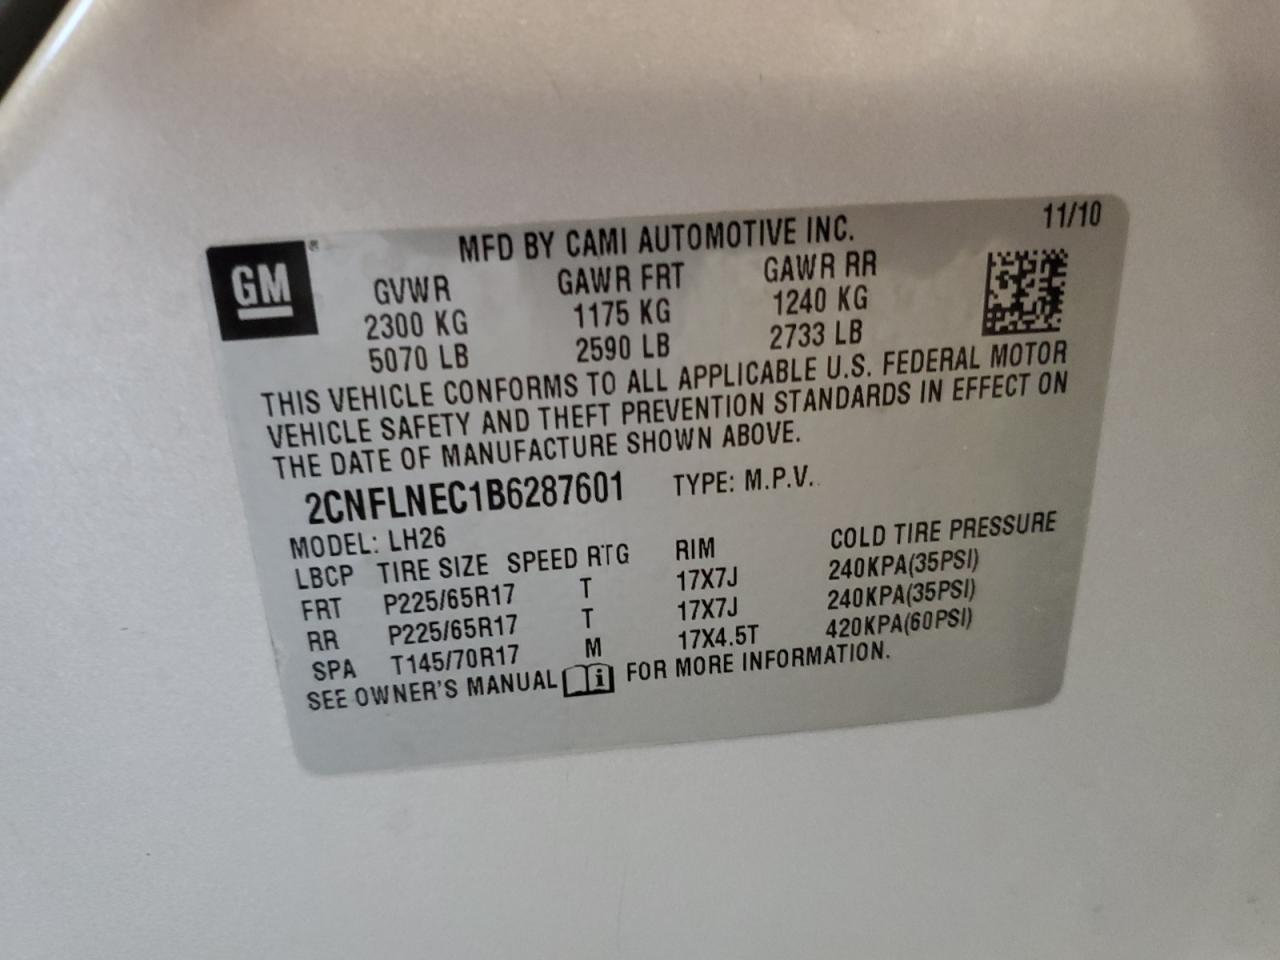 GM®
MFD BY CAMI AUTOMOTIVE INC. 11/10
GVWR GAWR FRT GAWR RR
2300 KG 1175 KG 1240 KG
5070 LB 2590 LB 2733 LB
THIS VEHICLE CONFORMS TO ALL APPLICABLE U.S. FEDERAL MOTOR
VEHICLE SAFETY AND THEFT PREVENTION STANDARDS IN EFFECT ON
THE DATE OF MANUFACTURE SHOWN ABOVE.
2CNFLNEC1B6287601 TYPE: M.P.V.
MODEL: LH26
LBCP TIRE SIZE SPEED RTG RIM COLD TIRE PRESSURE
FRT P225/65R17 T 17X7J 240KPA(35PSI)
RR P225/65R17 T 17X7J 240KPA(35PSI)
SPA T145/70R17 M 17X4.5T 420KPA(60PSI)
SEE OWNER'S MANUAL i FOR MORE INFORMATION.